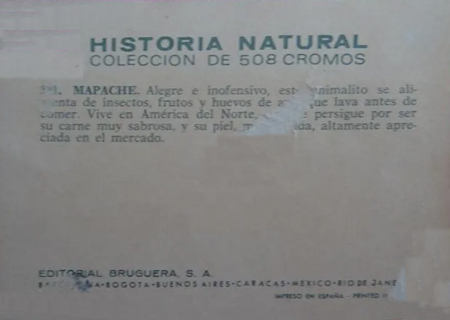 HISTORIA NATURAL
COLECCION DE 508 CROMOS
MAPACHE. Alegre e inofensivo, animalito se
de insectos, frutos y huevos de lava antes de
comer. Vive en América del Norte, persigue por ser
su carne muy sabrosa, y su piel, altamente apre-
ciada en el mercado.
EDITORIAL BRUGUERA, S. A.
BOGOTA-BUENOS AIRES-CARACAS-MEXICO-RIO DE JANE
IMPRESO EN ESPAÑA - PRINTED